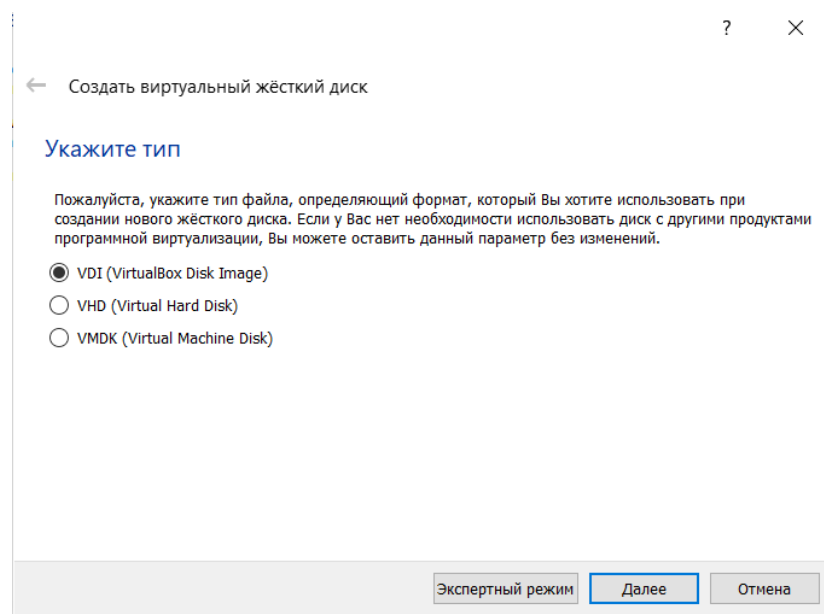 ?
Создать виртуальный жёсткий диск
Укажите тип
Пожалуйста, укажите тип файла, определяющий формат, который Вы хотите использовать при
создании нового жёсткого диска. Если у Вас нет необходимости использовать диск с другими продуктами
программной виртуализации, Вы можете оставить данный параметр без изменений.
VDI (VirtualBox Disk Image)
VHD (Virtual Hard Disk)
VMDK (Virtual Machine Disk)
Экспертный режим Далее Отмена